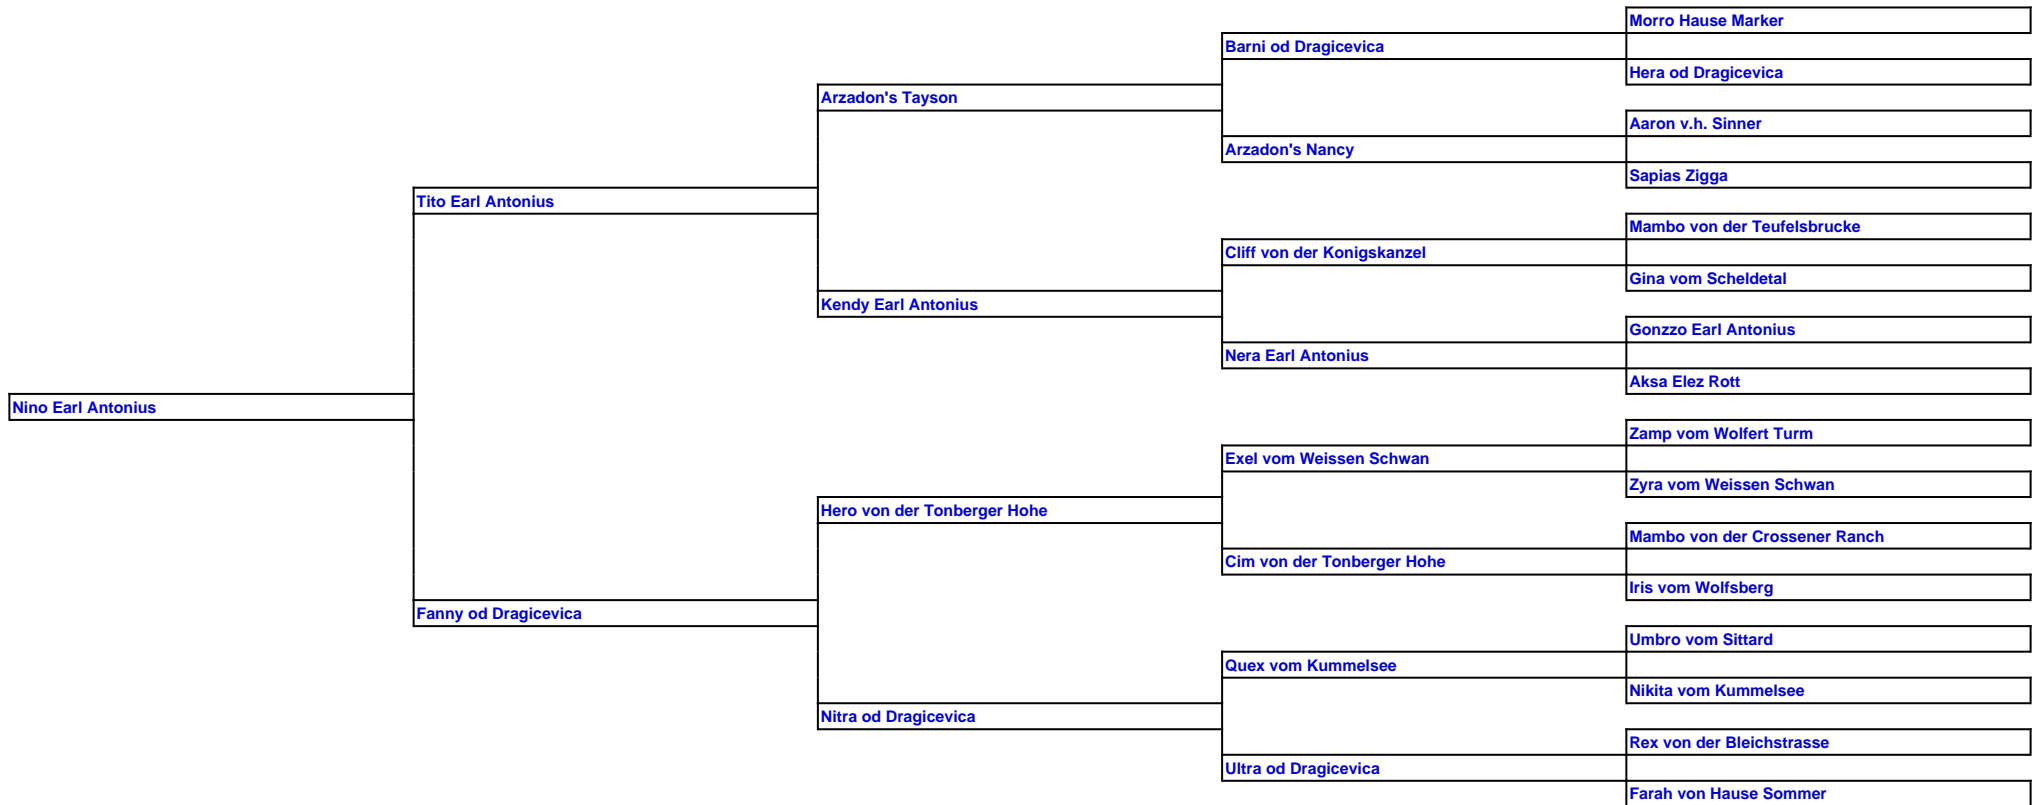 Morro Hause Marker
Barni od Dragicevica
Hera od Dragicevica
Arzadon's Tayson
Aaron v.h. Sinner
Arzadon's Nancy
Sapias Zigga
Tito Earl Antonius
Mambo von der Teufelsbrucke
Cliff von der Konigskanzel
Gina vom Scheldetal
Kendy Earl Antonius
Gonzzo Earl Antonius
Nera Earl Antonius
Aksa Elez Rott
Nino Earl Antonius
Zamp vom Wolfert Turm
Exel vom Weissen Schwan
Zyra vom Weissen Schwan
Hero von der Tonberger Hohe
Mambo von der Crossener Ranch
Cim von der Tonberger Hohe
Iris vom Wolfsberg
Fanny od Dragicevica
Umbro vom Sittard
Quex vom Kummelsee
Nikita vom Kummelsee
Nitra od Dragicevica
Rex von der Bleichstrasse
Ultra od Dragicevica
Farah von Hause Sommer